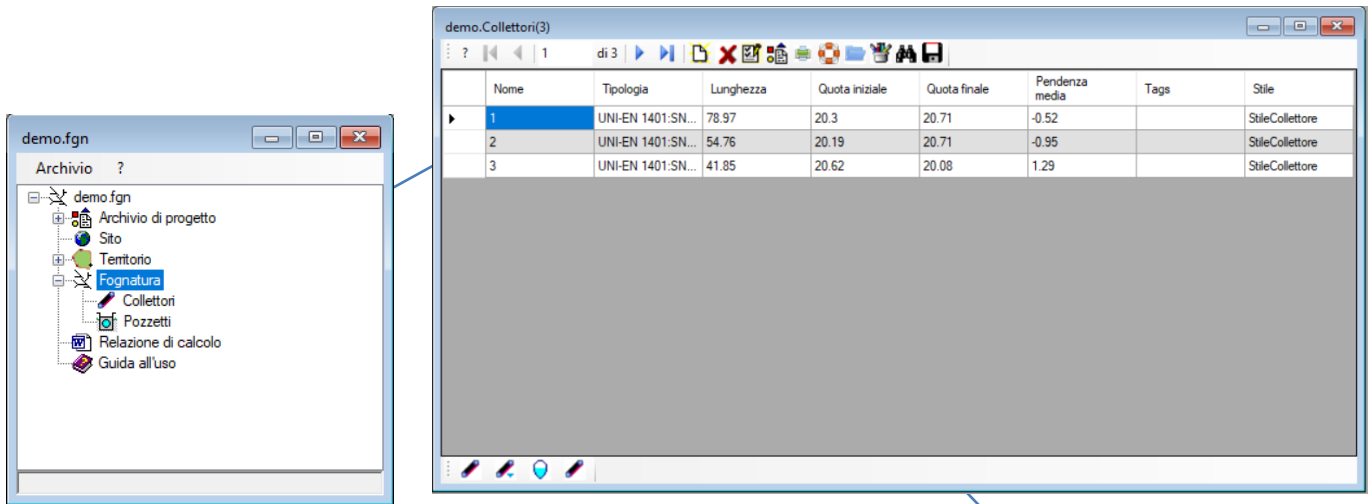 demo.Collettori(3)
? 1 di 3
Nome Tipologia Lunghezza Quota iniziale Quota finale Pendenza media Tags Stile
1 UNI-EN 1401:SN... 78.97 20.3 20.71 -0.52 StileCollettore
2 UNI-EN 1401:SN... 54.76 20.19 20.71 -0.95 StileCollettore
3 UNI-EN 1401:SN... 41.85 20.62 20.08 1.29 StileCollettore
demo.fgn
Archivio ?
demo.fgn
Archivio di progetto
Sito
Territorio
Fognatura
Collettori
Pozzetti
Relazione di calcolo
Guida all'uso